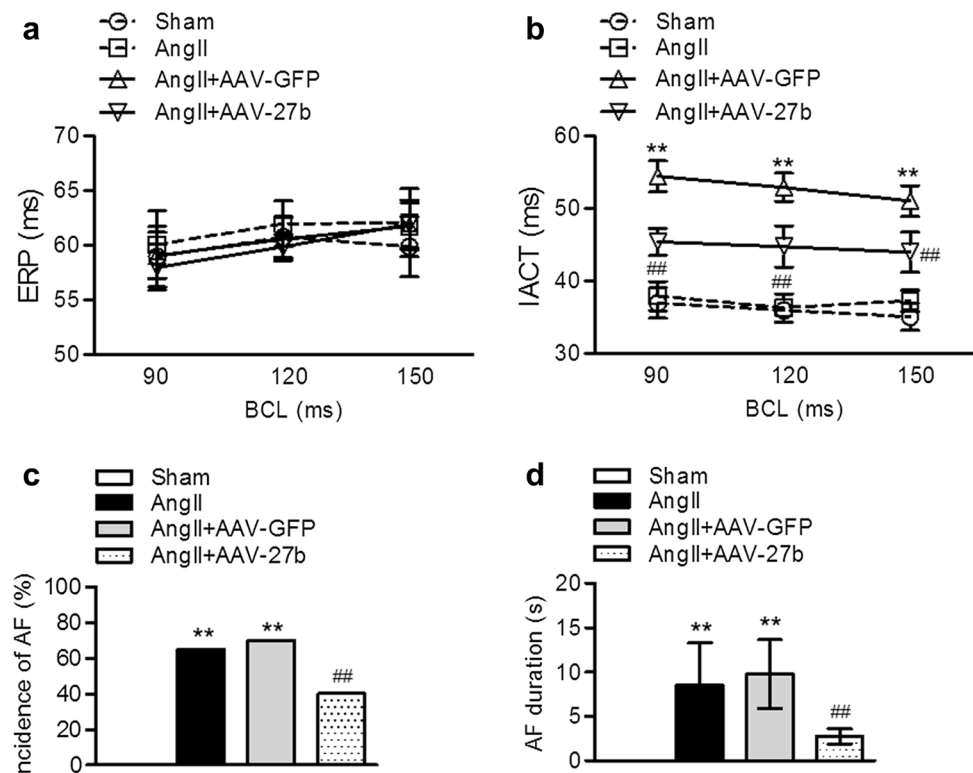 a
Sham
AngII
AngII+AAV-GFP
AngII+AAV-27b
70
65
60
55
50
ERP (ms)
90 120 150
BCL (ms)
b
Sham
AngII
AngII+AAV-GFP
AngII+AAV-27b
60
50
40
30
IACT (ms)
** ** **
## ## ##
90 120 150
BCL (ms)
c
Sham
AngII
AngII+AAV-GFP
AngII+AAV-27b
100
80
60
40
20
0
ncidence of AF (%)
** ** ##
d
Sham
AngII
AngII+AAV-GFP
AngII+AAV-27b
20
15
10
5
0
AF duration (s)
** ** ##